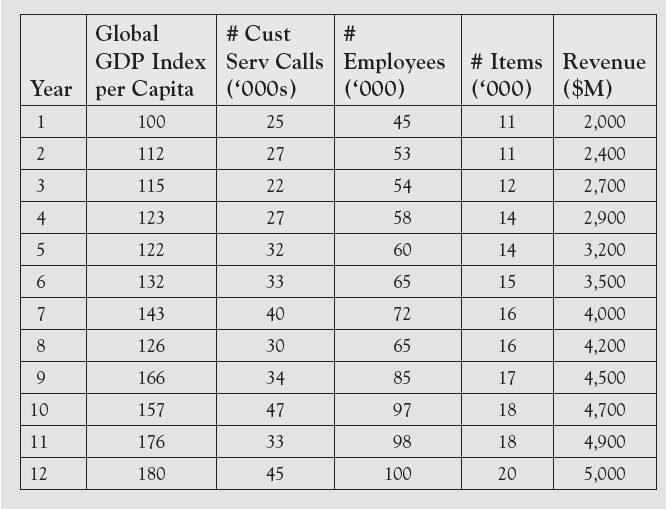 Year Global GDP Index per Capita # Cust Serv Calls (‘000s) # Employees (‘000) # Items (‘000) Revenue ($M)
1 100 25 45 11 2,000
2 112 27 53 11 2,400
3 115 22 54 12 2,700
4 123 27 58 14 2,900
5 122 32 60 14 3,200
6 132 33 65 15 3,500
7 143 40 72 16 4,000
8 126 30 65 16 4,200
9 166 34 85 17 4,500
10 157 47 97 18 4,700
11 176 33 98 18 4,900
12 180 45 100 20 5,000